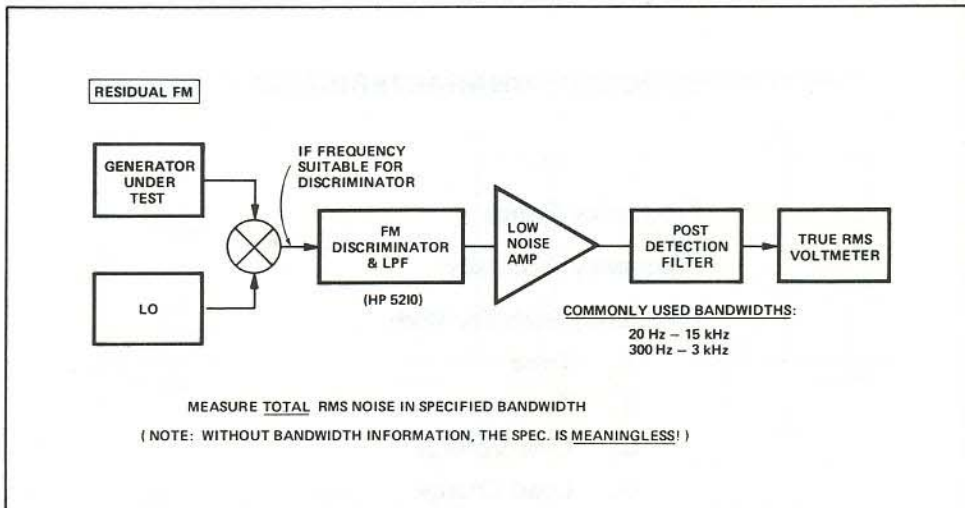 RESIDUAL FM
GENERATOR
UNDER
TEST
IF FREQUENCY
SUITABLE FOR
DISCRIMINATOR
LO
FM
DISCRIMINATOR
& LPF
(HP 5210)
LOW
NOISE
AMP
POST
DETECTION
FILTER
TRUE RMS
VOLTMETER
COMMONLY USED BANDWIDTHS:
20 Hz – 15 kHz
300 Hz – 3 kHz
MEASURE TOTAL RMS NOISE IN SPECIFIED BANDWIDTH
( NOTE: WITHOUT BANDWIDTH INFORMATION, THE SPEC. IS MEANINGLESS! )